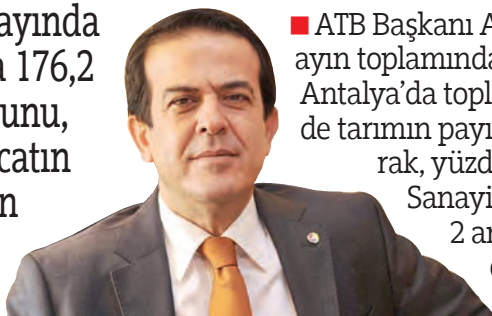 ayında
176,2
unu,
catın
n
■ ATB Başkanı A
ayın toplamında
Antalya'da topl
de tarımın payı
rak, yüzd
Sanayi
2 ar